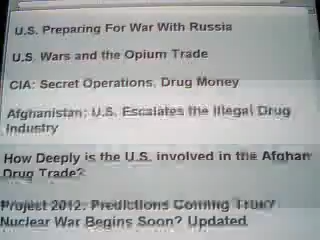 U.S. Preparing For War With Russia
U.S. Wars and the Opium Trade
CIA: Secret Operations, Drug Money
Afghanistan; U.S. Escalates the Illegal Drug
Industry
How Deeply is the U.S. involved in the Afghan
Drug Trade?
Project 2012. Predictions Coming True?
Nuclear War Begins Soon? Updated